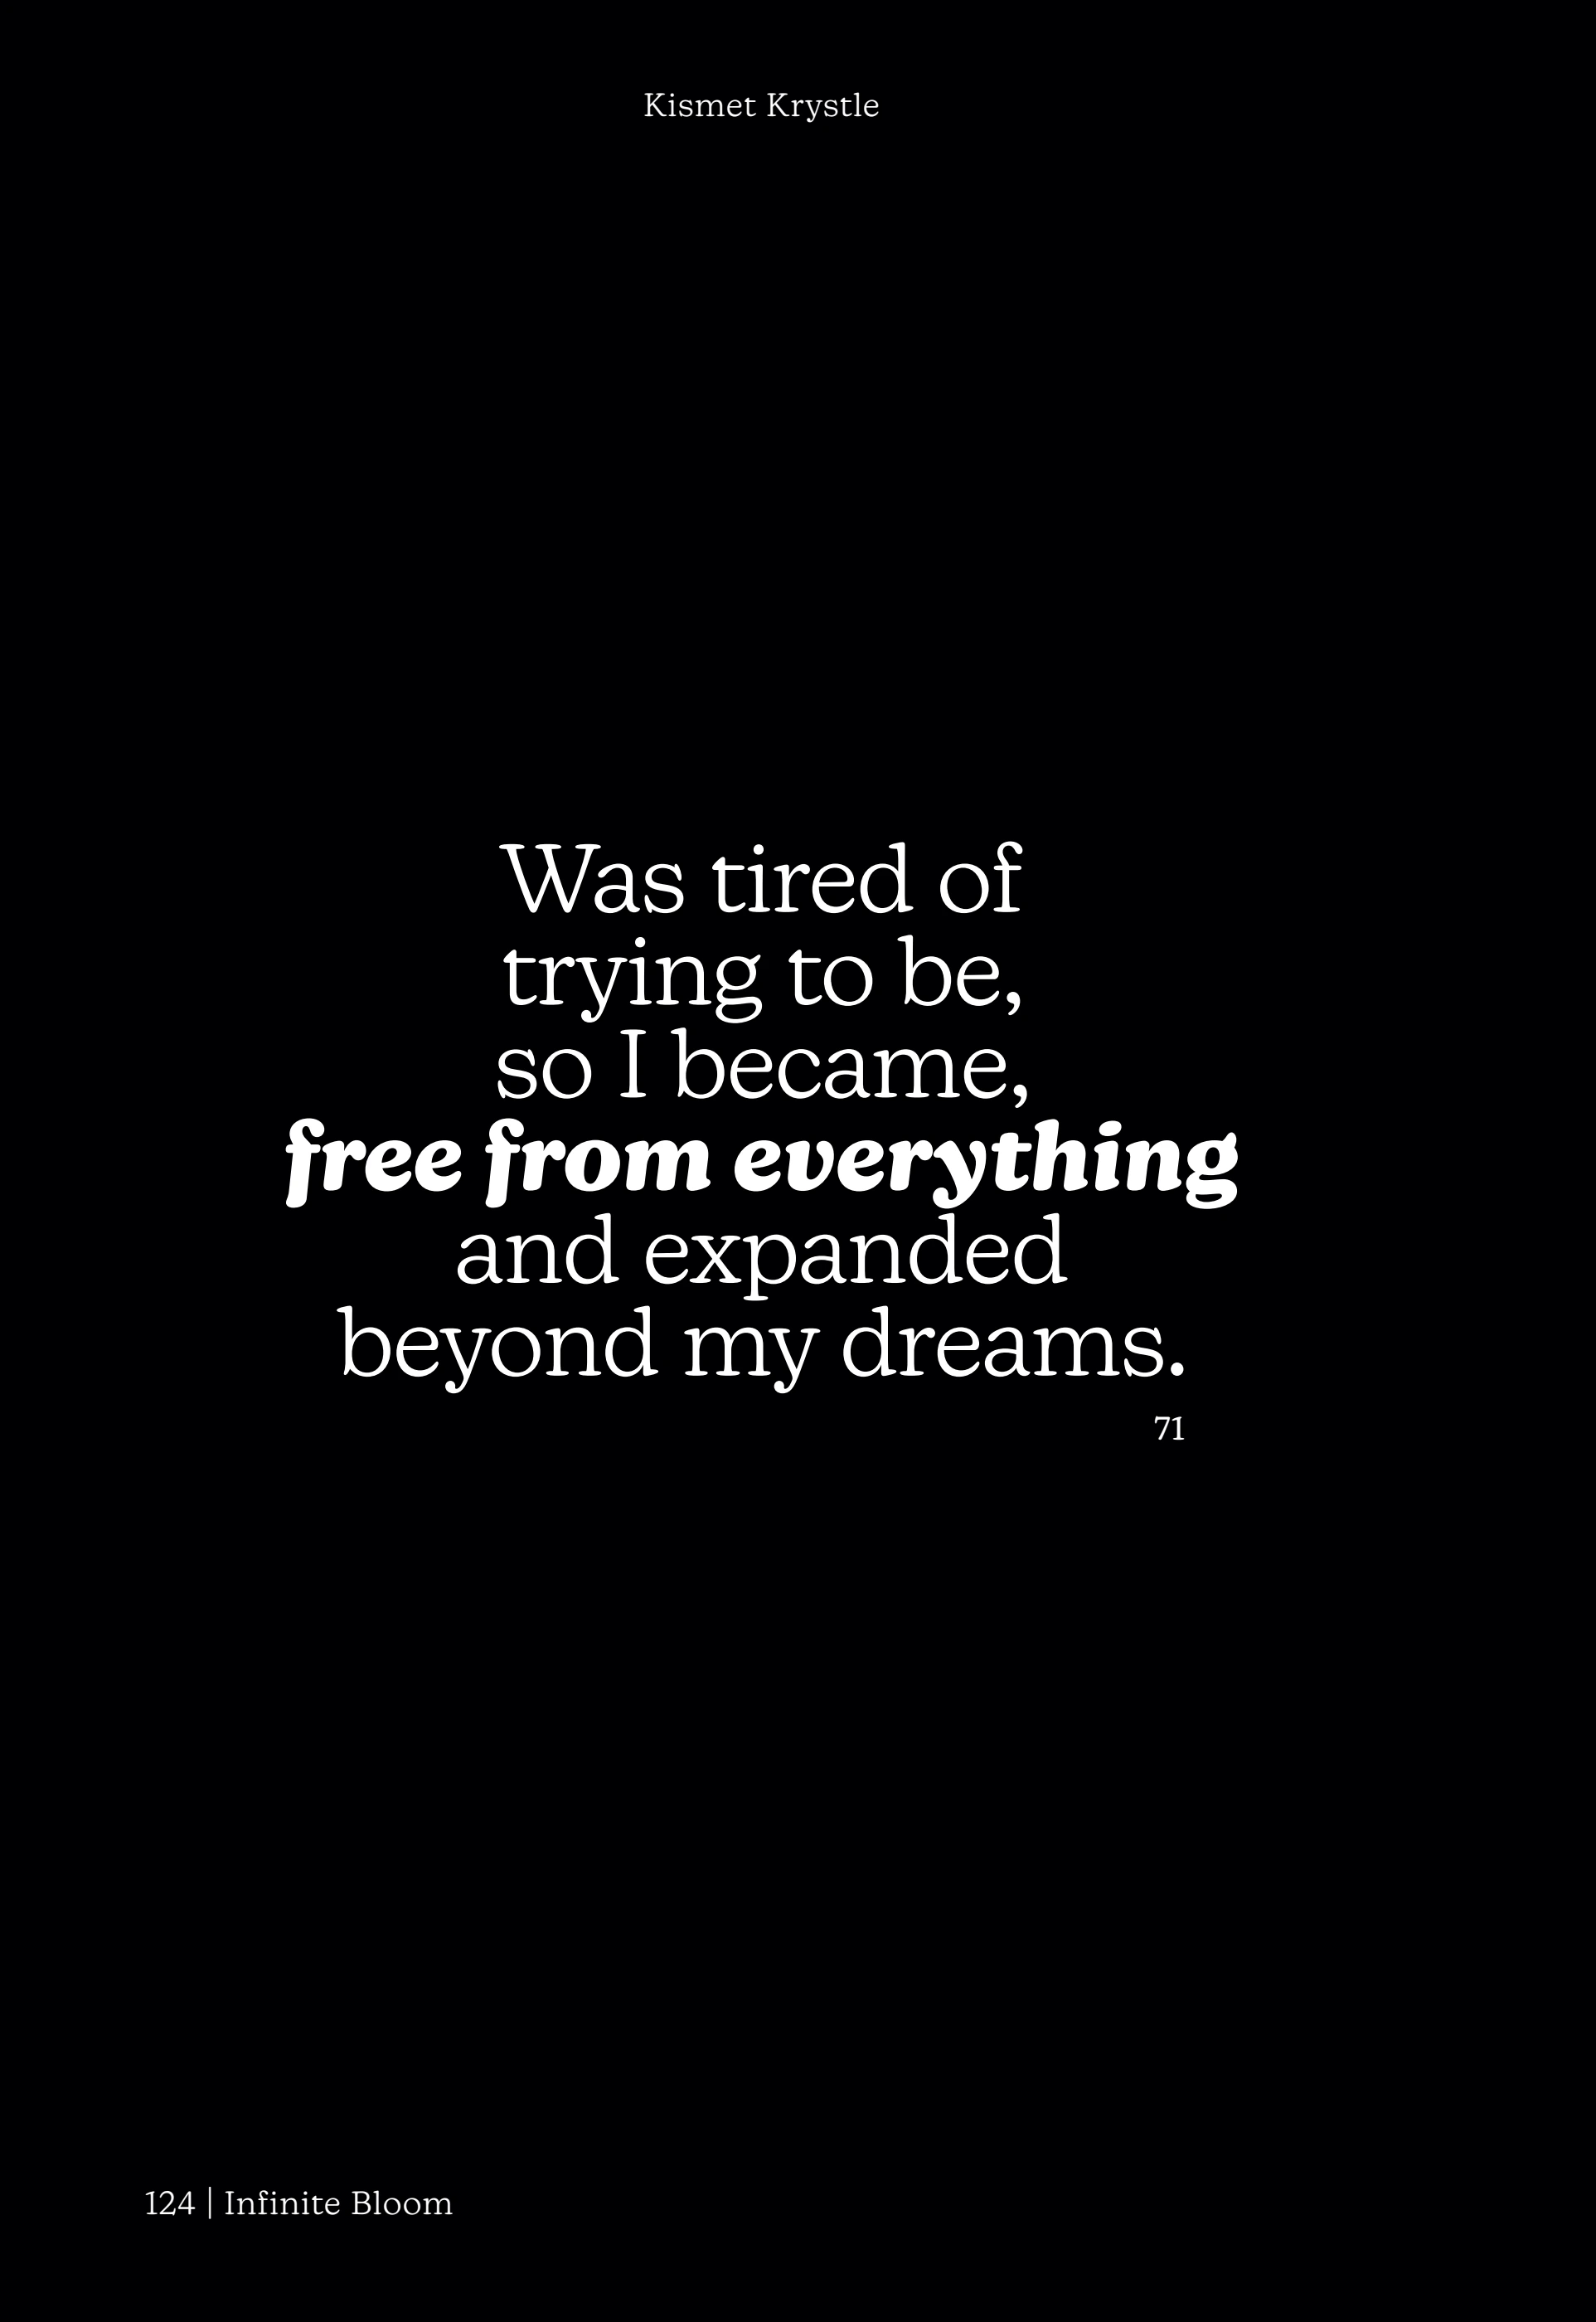 Kismet Krystle
Was tired of
trying to be,
so I became,
free from everything
and expanded
beyond my dreams.
71
124 | Infinite Bloom